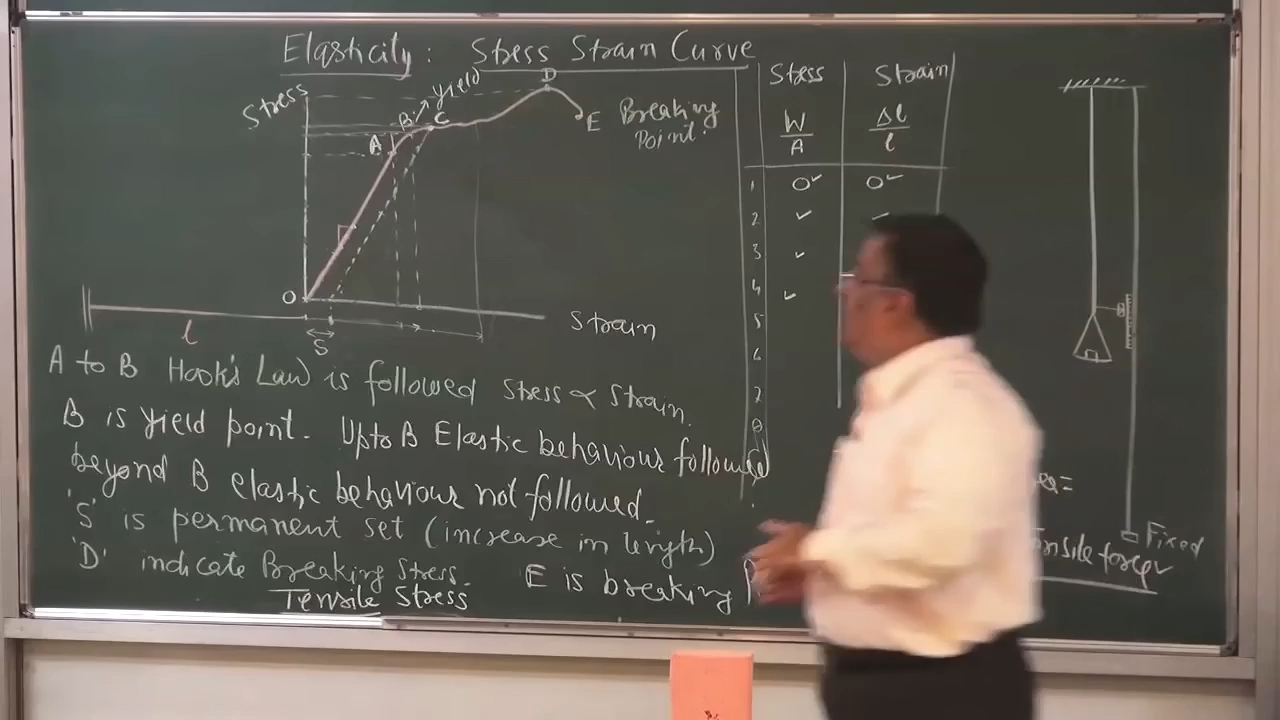 Elasticity: Stress Strain Curve
Stress
A
B
yield
C
D
E Breaking Point.
O
l
S
Strain
A to B Hook's Law is followed Stress ∝ Strain.
B is yield point. Upto B Elastic behaviour followed
beyond B elastic behaviour not followed.
'S' is permanent set (increase in length)
'D' indicate Breaking Stress. E is breaking
Tensile Stress
Stress Strain
W/A Δl/l
1 0✓ 0✓
2 ✓ ✓
3 ✓
4 ✓
5
6
7
8
Fixed